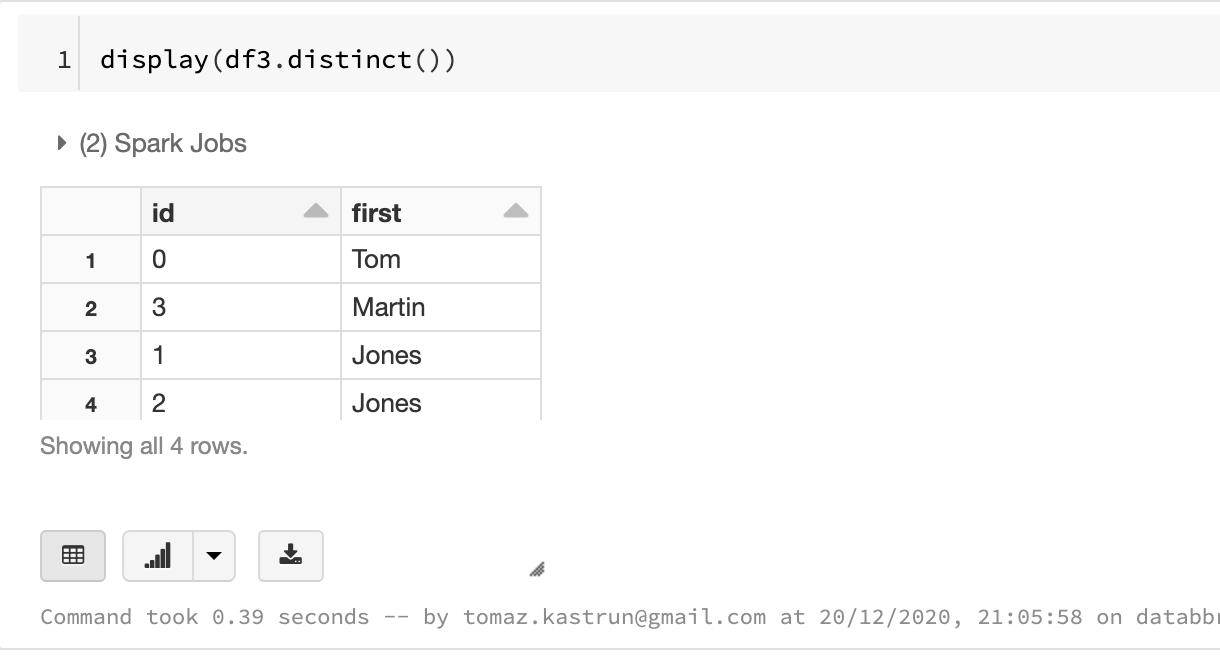 1 display(df3.distinct())
(2) Spark Jobs
id first
1 0 Tom
2 3 Martin
3 1 Jones
4 2 Jones
Showing all 4 rows.
Command took 0.39 seconds -- by tomaz.kastrun@gmail.com at 20/12/2020, 21:05:58 on